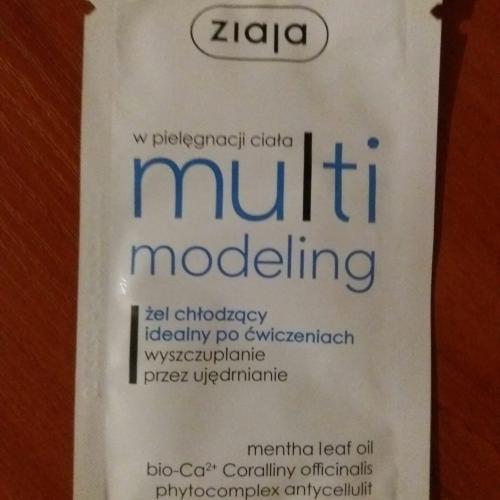 ziaja
w pielęgnacji ciała
multi
modeling
żel chłodzący
idealny po ćwiczeniach
wyszczuplanie
przez ujędrnianie
mentha leaf oil
bio-Ca²⁺ Coralliny officinalis
phytocomplex antycellulit